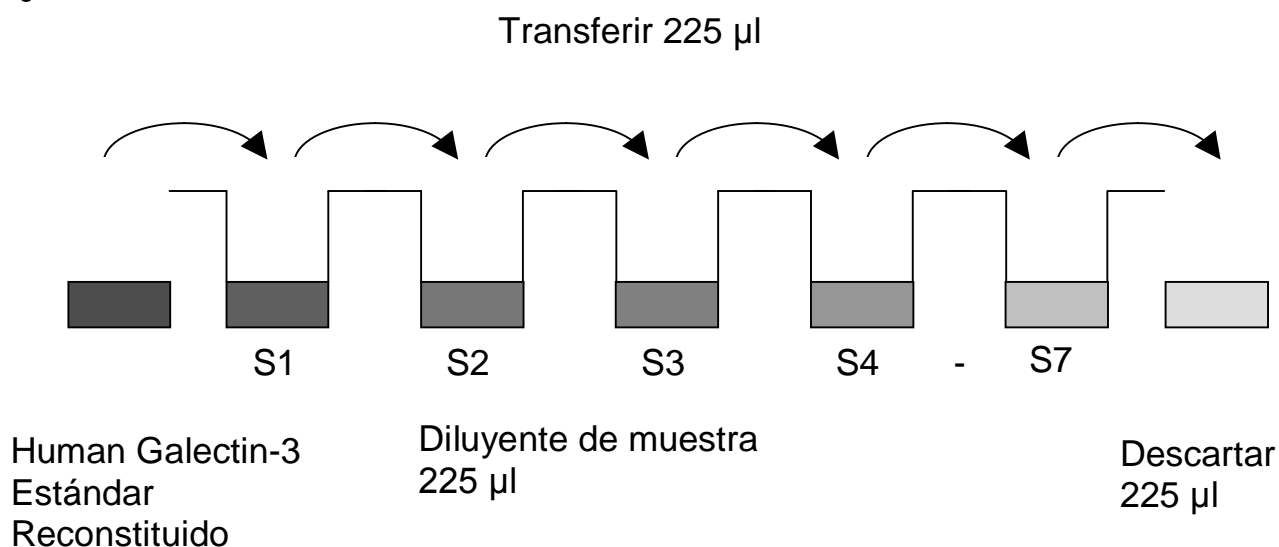 Transferir 225 µl
S1 S2 S3 S4 - S7
Human Galectin-3
Estándar
Reconstituido
Diluyente de muestra
225 µl
Descartar
225 µl